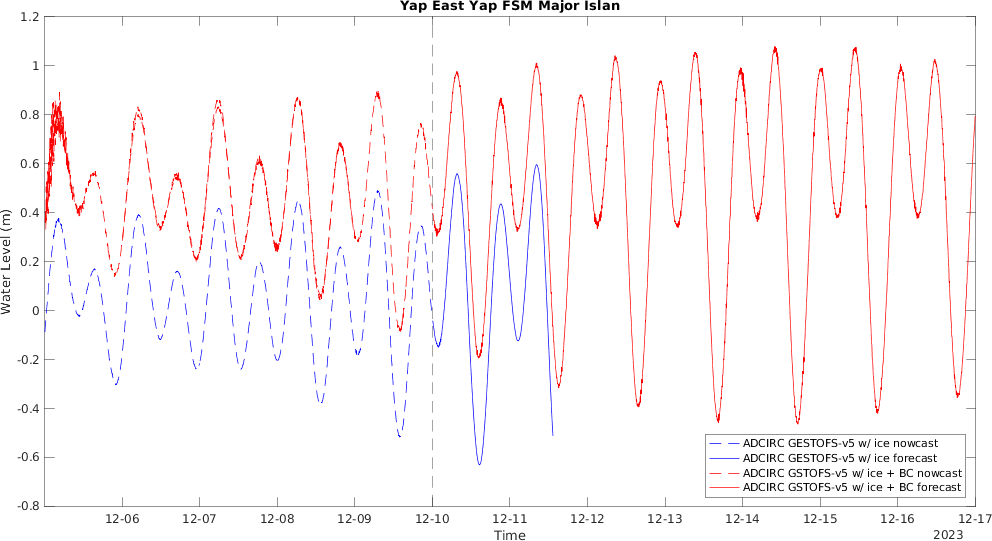 Yap East Yap FSM Major Islan
1.2
1
0.8
0.6
0.4
0.2
0
-0.2
-0.4
-0.6
-0.8
Water Level (m)
ADCIRC GESTOFS-v5 w/ ice nowcast
ADCIRC GESTOFS-v5 w/ ice forecast
ADCIRC GSTOFS-v5 w/ ice + BC nowcast
ADCIRC GSTOFS-v5 w/ ice + BC forecast
12-06 12-07 12-08 12-09 12-10 12-11 12-12 12-13 12-14 12-15 12-16 12-17
Time
2023